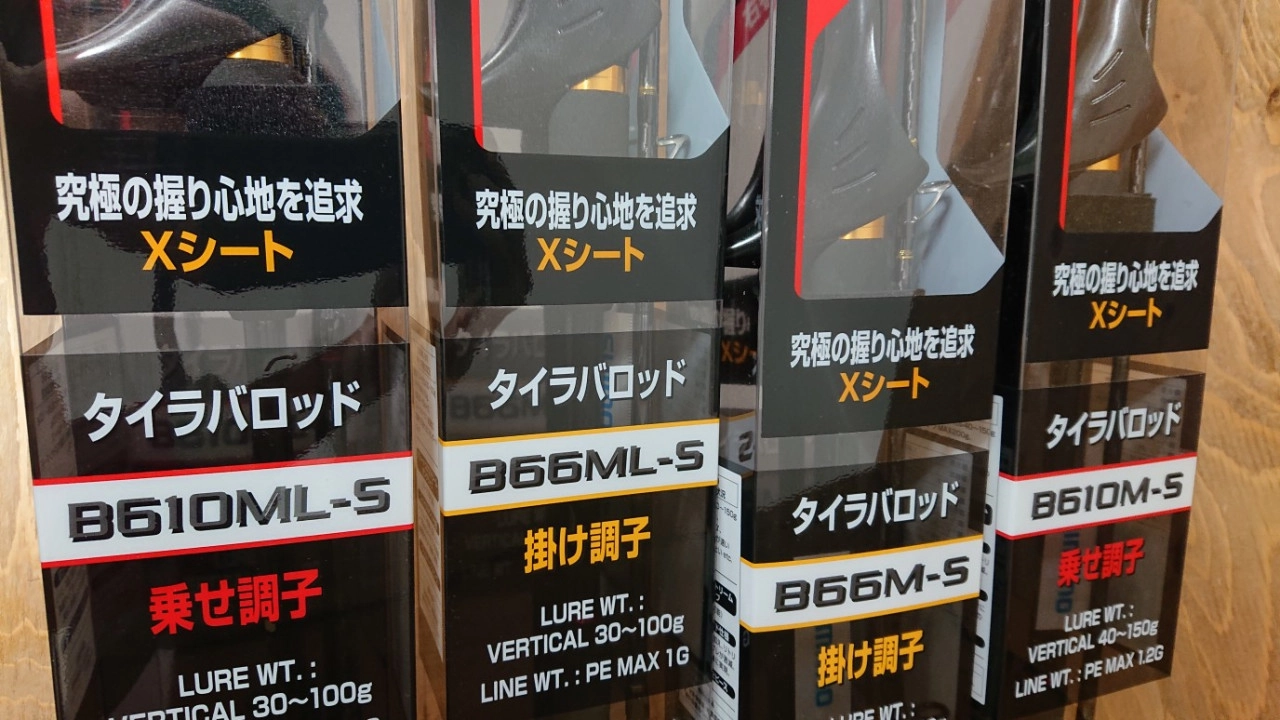 究極の握り心地を追求
Xシート
タイラバロッド
B610ML-S
乗せ調子
LURE WT. :
VERTICAL 30～100g
究極の握り心地を追求
Xシート
タイラバロッド
B66ML-S
掛け調子
LURE WT. :
VERTICAL 30～100g
LINE WT. : PE MAX 1G
究極の握り心地を追求
Xシート
タイラバロッド
B66M-S
掛け調子
LURE WT. :
究極の握り心地を追求
Xシート
タイラバロッド
B610M-S
乗せ調子
LURE WT. :
VERTICAL 40～150g
LINE WT. : PE MAX 1.2G